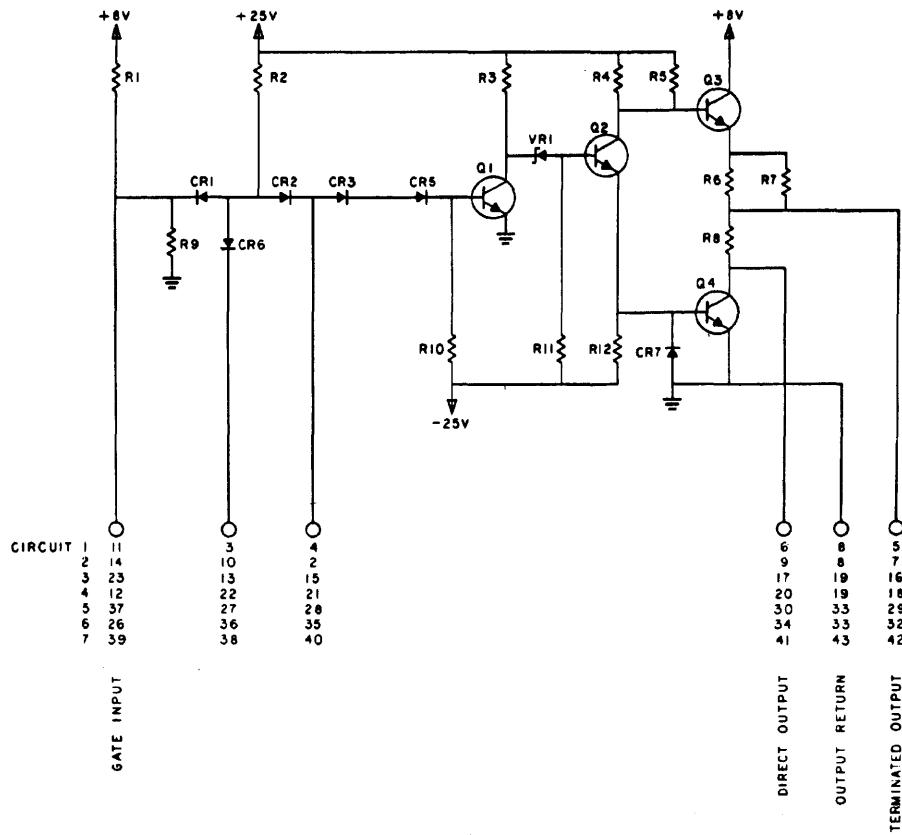 +8V +25V +8V
R1 R2 R3 R4 R5 Q3
VR1 Q2
Q1
CR1 CR2 CR3 CR5
R6 R7
R9 CR6
R8
Q4
R10 R11 R12 CR7
-25V
CIRCUIT 1 11 3 4 6 8 5
2 14 10 2 9 8 7
3 23 13 15 17 19 16
4 12 22 21 20 19 18
5 37 27 28 30 33 29
6 26 36 35 34 33 32
7 39 38 40 41 43 42
GATE INPUT
DIRECT OUTPUT
OUTPUT RETURN
TERMINATED OUTPUT